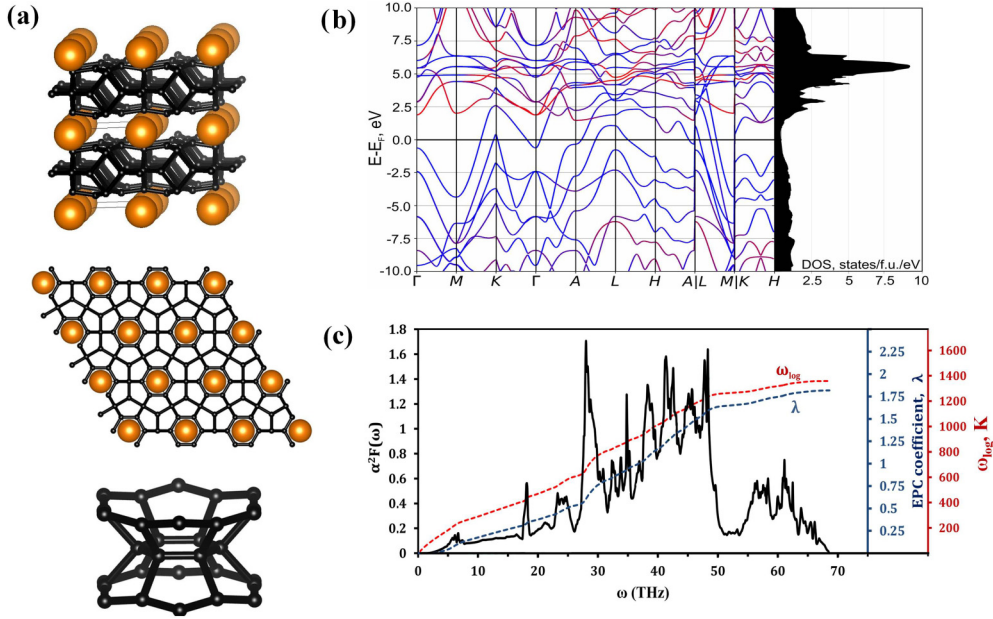 (a)
(b)
10.0
7.5
5.0
2.5
0.0
-2.5
-5.0
-7.5
-10.0
E-E_F, eV
Γ M K Γ A L H A|L M|K H
DOS, states/f.u./eV
2.5 5 7.5 10
(c)
1.8
1.6
1.4
1.2
1
0.8
0.6
0.4
0.2
0
α²F(ω)
ω_log
λ
0 10 20 30 40 50 60 70
ω (THz)
2.25
2
1.75
1.5
1.25
1
0.75
0.5
0.25
EPC coefficient, λ
1600
1400
1200
1000
800
600
400
200
ω_log, K